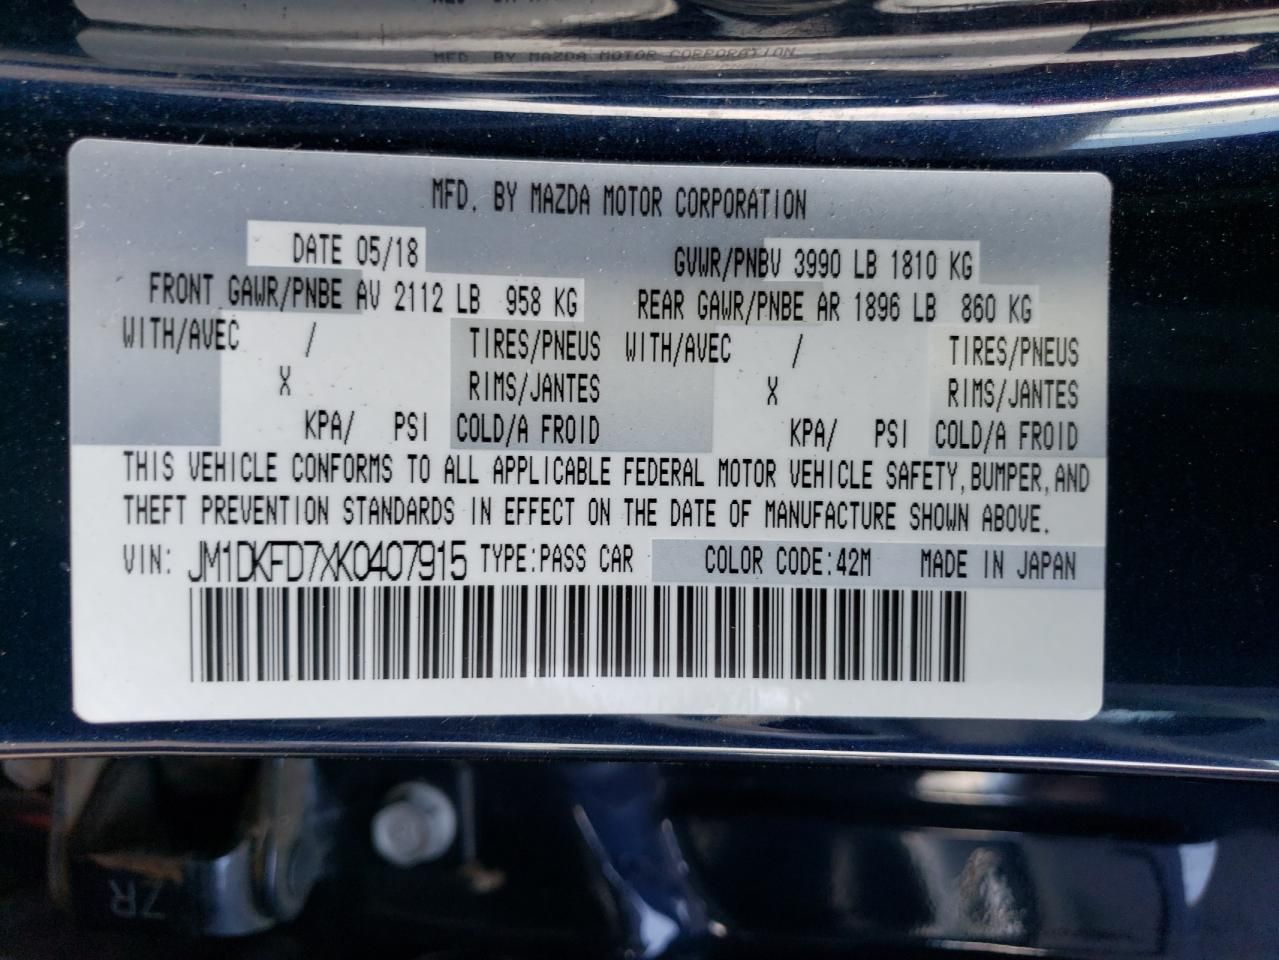 MFD. BY MAZDA MOTOR CORPORATION
MFD. BY MAZDA MOTOR CORPORATION
DATE 05/18 GVWR/PNBV 3990 LB 1810 KG
FRONT GAWR/PNBE AV 2112 LB 958 KG REAR GAWR/PNBE AR 1896 LB 860 KG
WITH/AVEC / TIRES/PNEUS WITH/AVEC / TIRES/PNEUS
X RIMS/JANTES X RIMS/JANTES
KPA/ PSI COLD/A FROID KPA/ PSI COLD/A FROID
THIS VEHICLE CONFORMS TO ALL APPLICABLE FEDERAL MOTOR VEHICLE SAFETY, BUMPER, AND
THEFT PREVENTION STANDARDS IN EFFECT ON THE DATE OF MANUFACTURE SHOWN ABOVE.
VIN: JM1DKFD7XK0407915 TYPE:PASS CAR COLOR CODE:42M MADE IN JAPAN